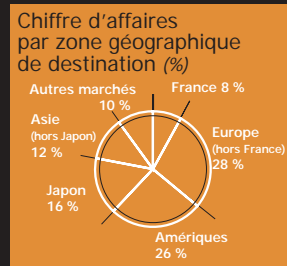 Chiffre d'affaires
par zone géographique
de destination (%)
Autres marchés
10 %
France 8 %
Asie
(hors Japon)
12 %
Europe
(hors France)
28 %
Japon
16 %
Amériques
26 %